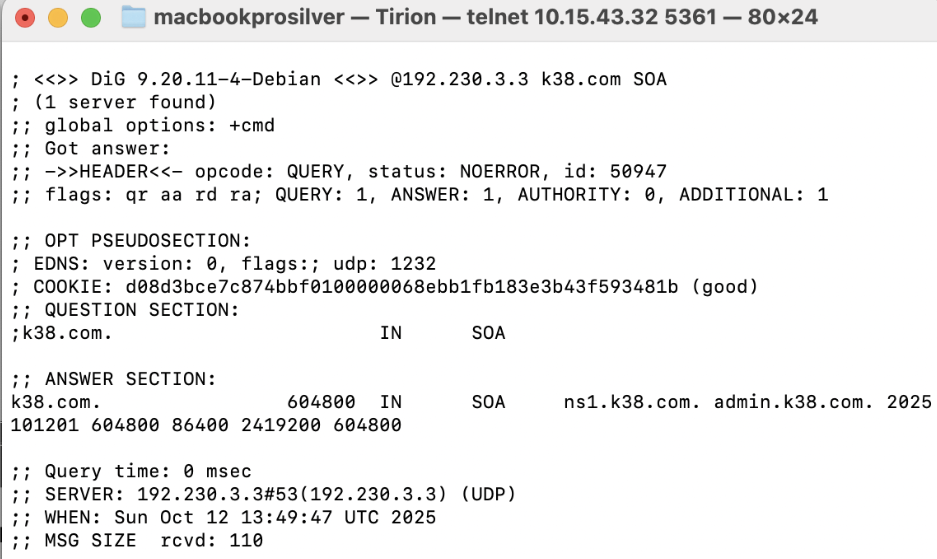 macbookprosilver — Tirion — telnet 10.15.43.32 5361 — 80×24
; <<>> DiG 9.20.11-4-Debian <<>> @192.230.3.3 k38.com SOA
; (1 server found)
;; global options: +cmd
;; Got answer:
;; ->>HEADER<<- opcode: QUERY, status: NOERROR, id: 50947
;; flags: qr aa rd ra; QUERY: 1, ANSWER: 1, AUTHORITY: 0, ADDITIONAL: 1
;; OPT PSEUDOSECTION:
; EDNS: version: 0, flags:; udp: 1232
; COOKIE: d08d3bce7c874bbf0100000068ebb1fb183e3b43f593481b (good)
;; QUESTION SECTION:
;k38.com. IN SOA
;; ANSWER SECTION:
k38.com. 604800 IN SOA ns1.k38.com. admin.k38.com. 2025
101201 604800 86400 2419200 604800
;; Query time: 0 msec
;; SERVER: 192.230.3.3#53(192.230.3.3) (UDP)
;; WHEN: Sun Oct 12 13:49:47 UTC 2025
;; MSG SIZE rcvd: 110